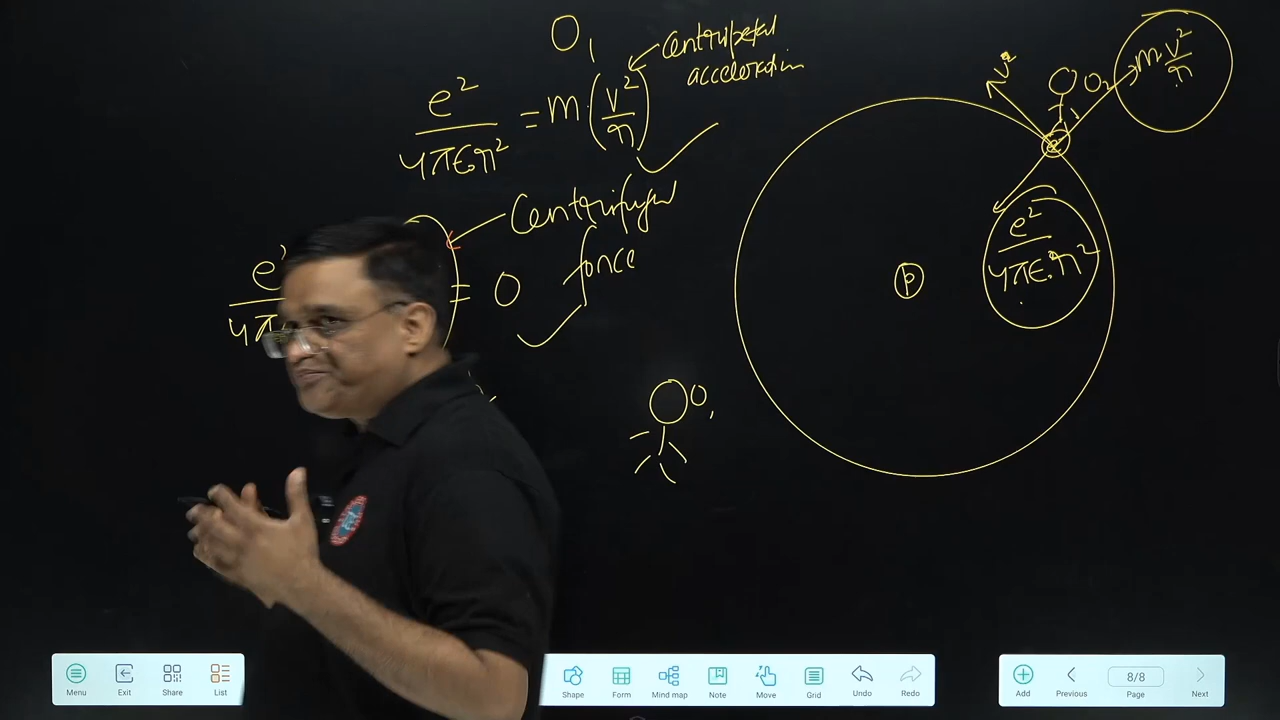 O₁
e²/4πε₀r² = m(v²/r)
centripetal
acceleration
centrifugal
force
= 0
O₁
v
O₂
m v²/r
e
e²/4πε₀r²
p
Menu
Exit
Share
List
Shape
Form
Mind map
Note
Move
Grid
Undo
Redo
Add
Previous
8/8
Page
Next